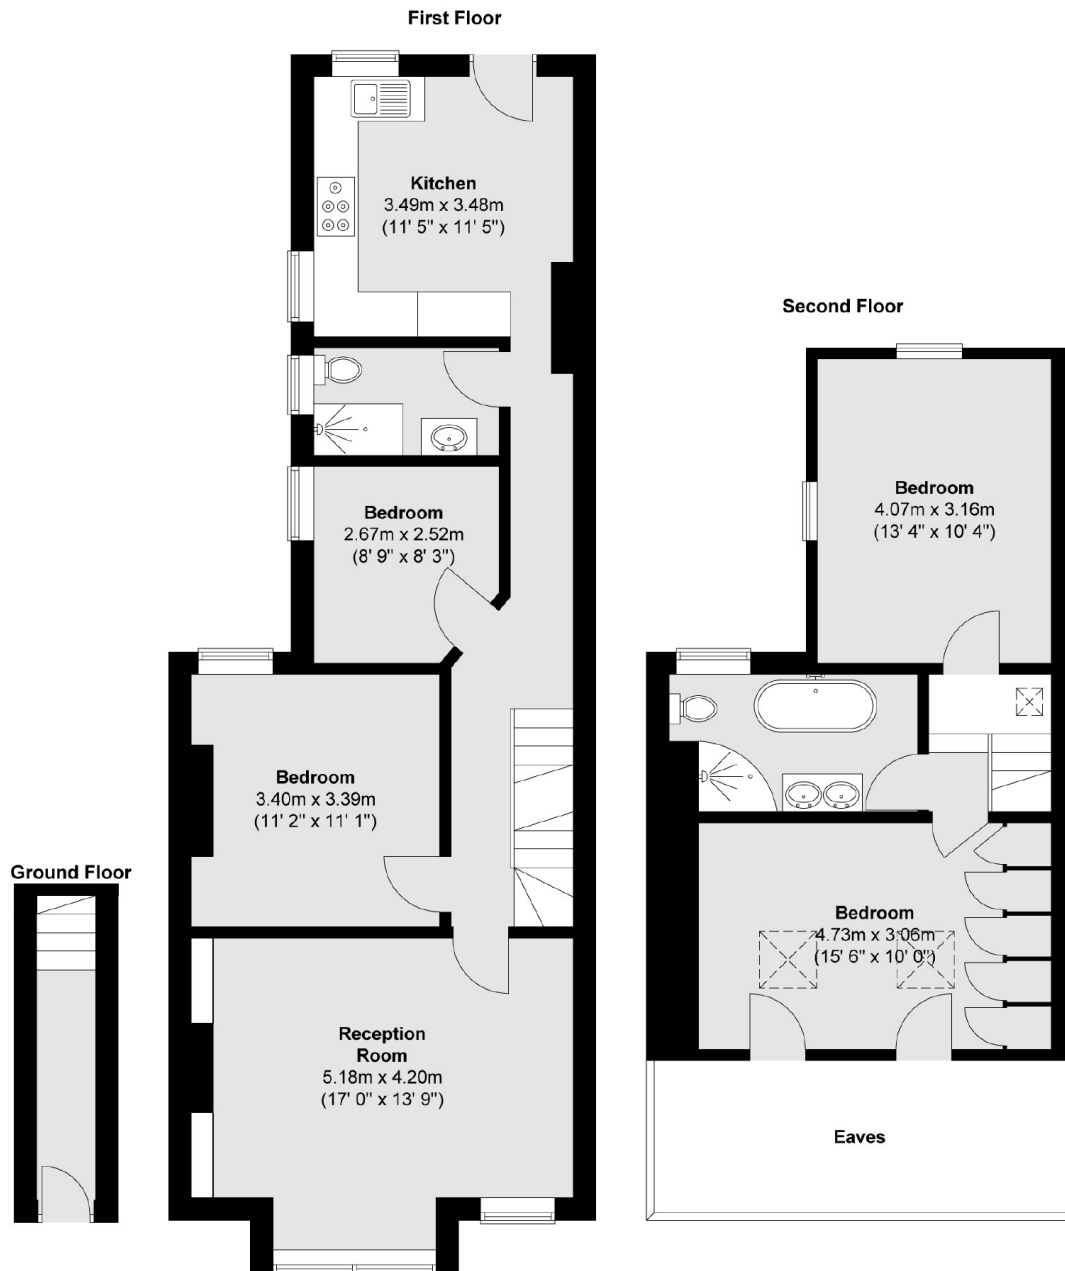 First Floor
Kitchen
3.49m x 3.48m
(11' 5" x 11' 5")
Bedroom
2.67m x 2.52m
(8' 9" x 8' 3")
Bedroom
3.40m x 3.39m
(11' 2" x 11' 1")
Reception
Room
5.18m x 4.20m
(17' 0" x 13' 9")
Ground Floor
Second Floor
Bedroom
4.07m x 3.16m
(13' 4" x 10' 4")
Bedroom
4.73m x 3.06m
(15' 6" x 10' 0")
Eaves